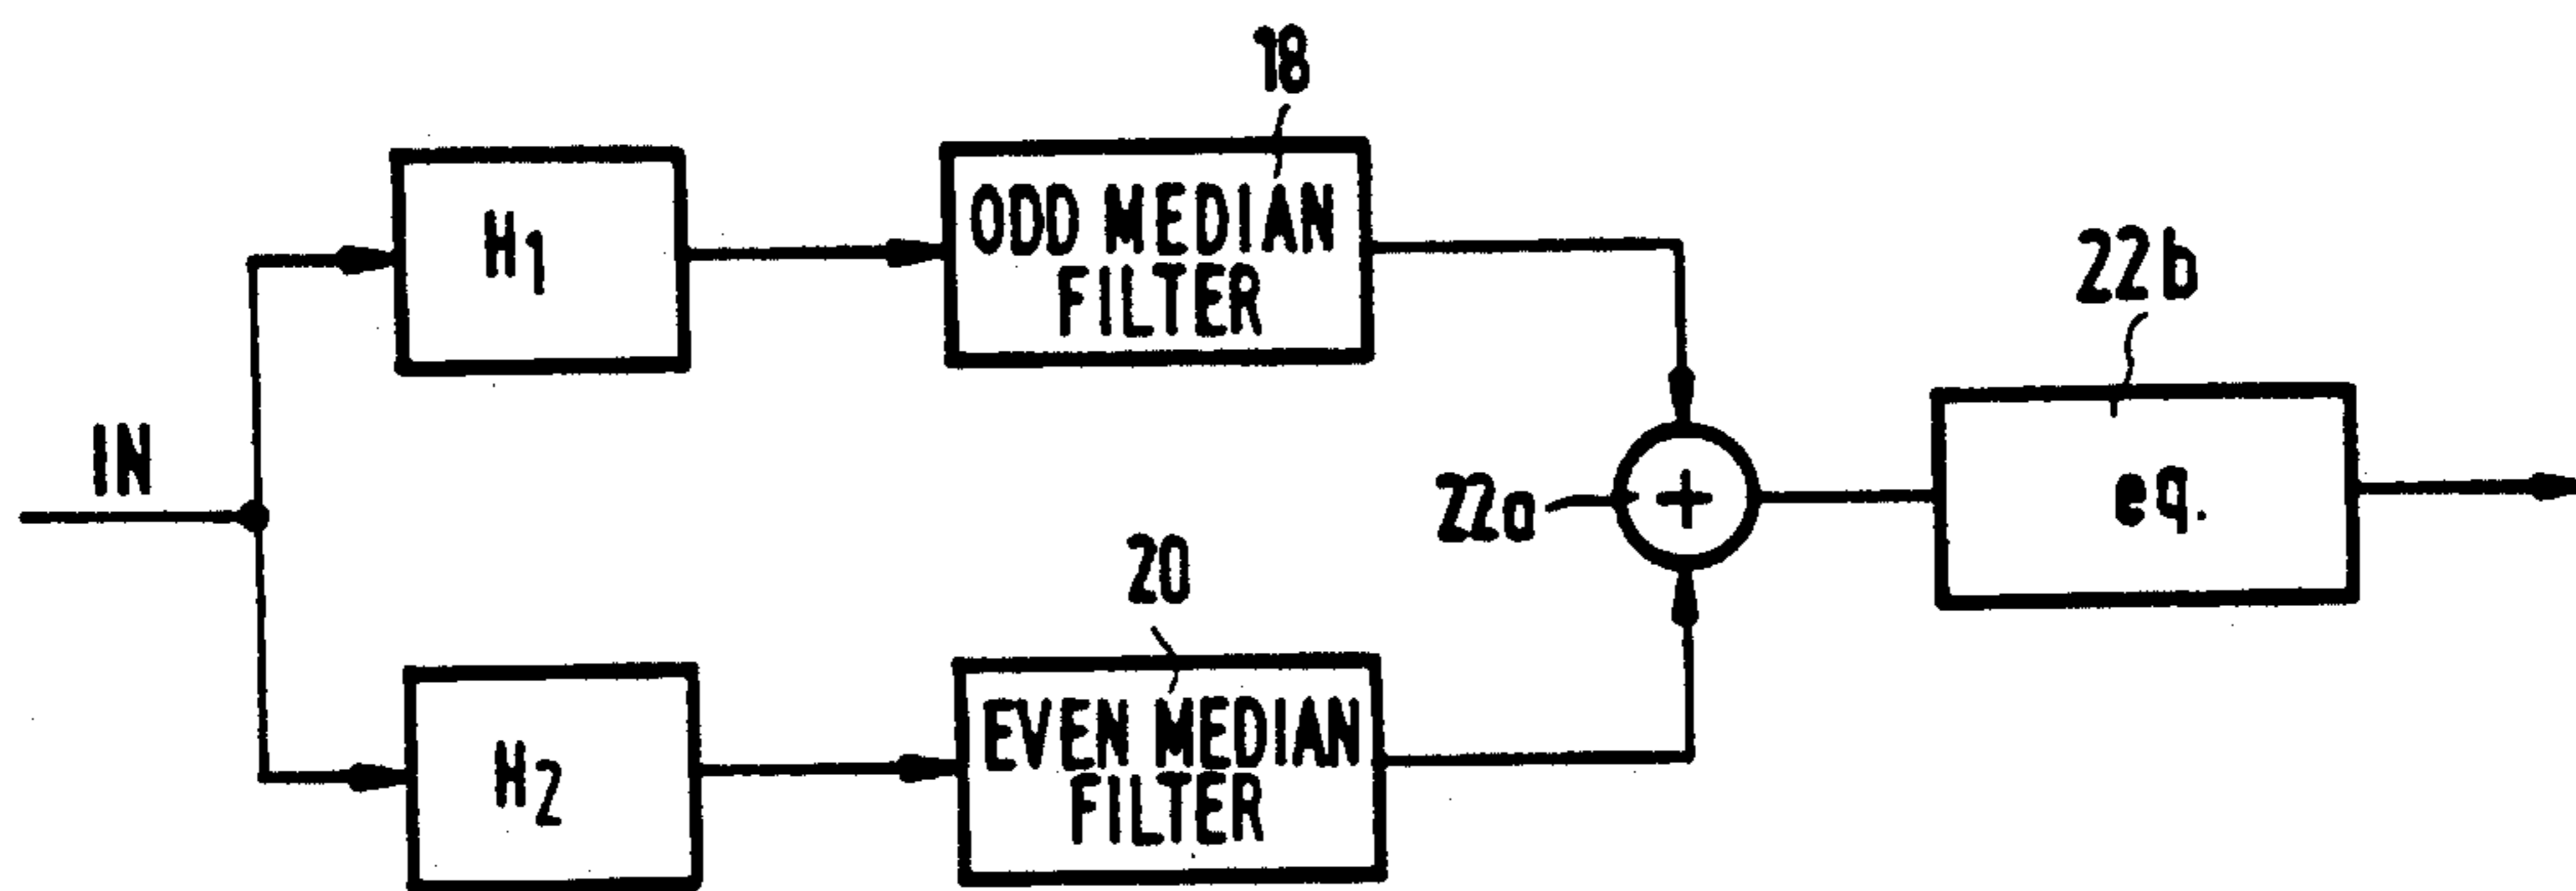 18
H1
ODD MEDIAN
FILTER
22b
IN
22a
+
eq.
20
H2
EVEN MEDIAN
FILTER